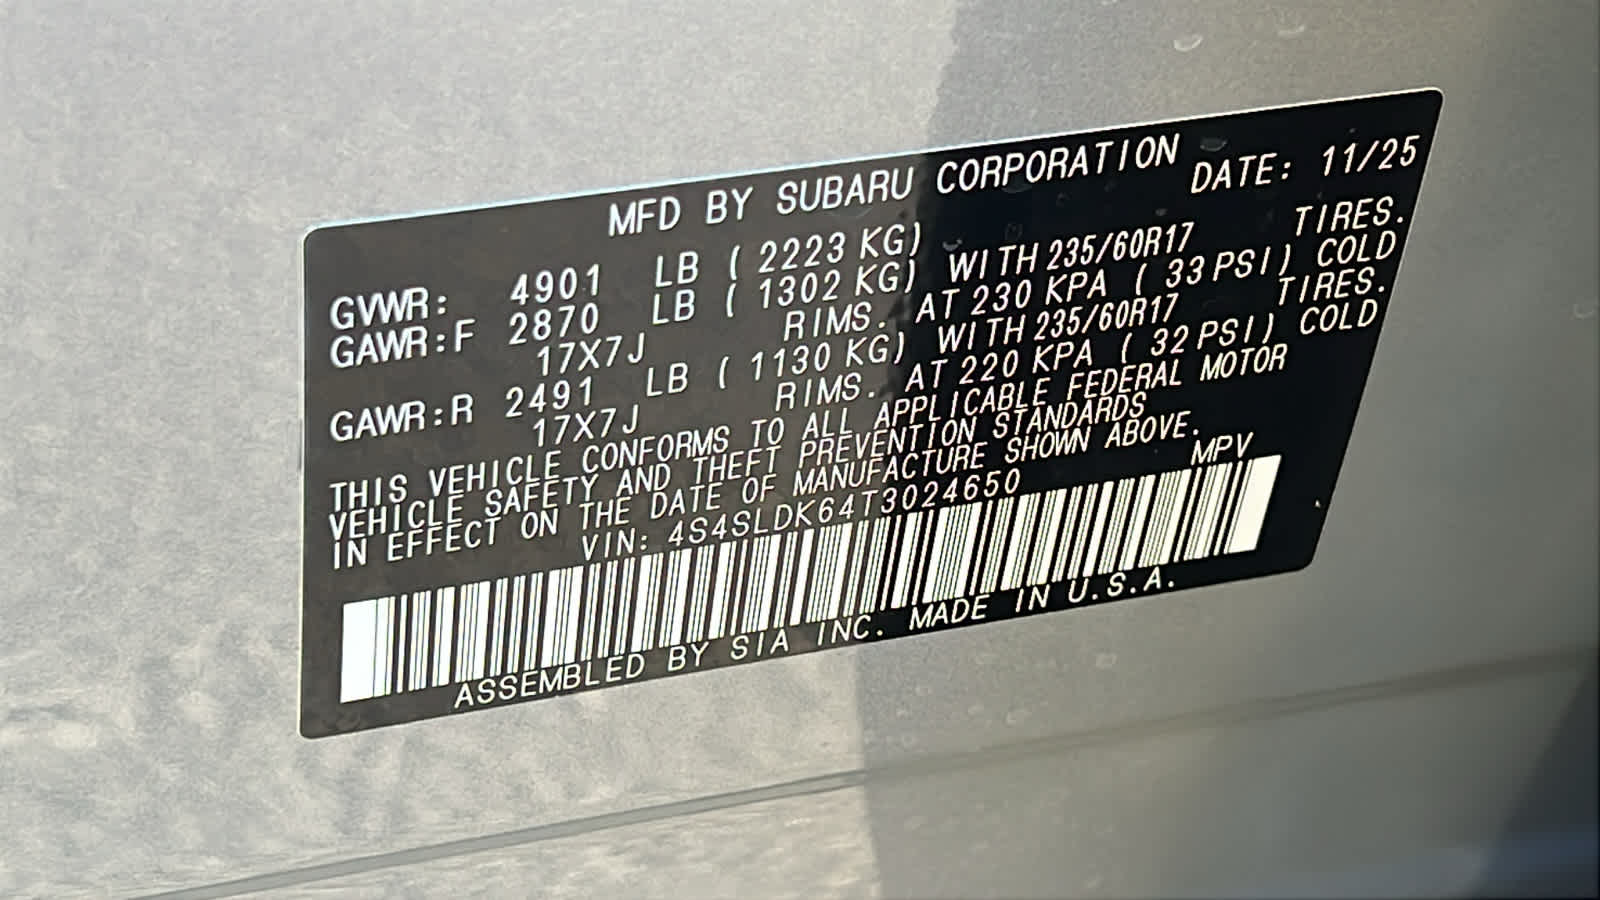 MFD BY SUBARU CORPORATION DATE: 11/25
GVWR: 4901 LB ( 2223 KG)
GAWR:F 2870 LB ( 1302 KG) WITH 235/60R17 TIRES.
17X7J RIMS. AT 230 KPA ( 33 PSI) COLD
GAWR:R 2491 LB ( 1130 KG) WITH 235/60R17 TIRES.
17X7J RIMS. AT 220 KPA ( 32 PSI) COLD
THIS VEHICLE CONFORMS TO ALL APPLICABLE FEDERAL MOTOR
VEHICLE SAFETY AND THEFT PREVENTION STANDARDS
IN EFFECT ON THE DATE OF MANUFACTURE SHOWN ABOVE.
VIN: 4S4SLDK64T3024650 MPV
ASSEMBLED BY SIA INC. MADE IN U.S.A.